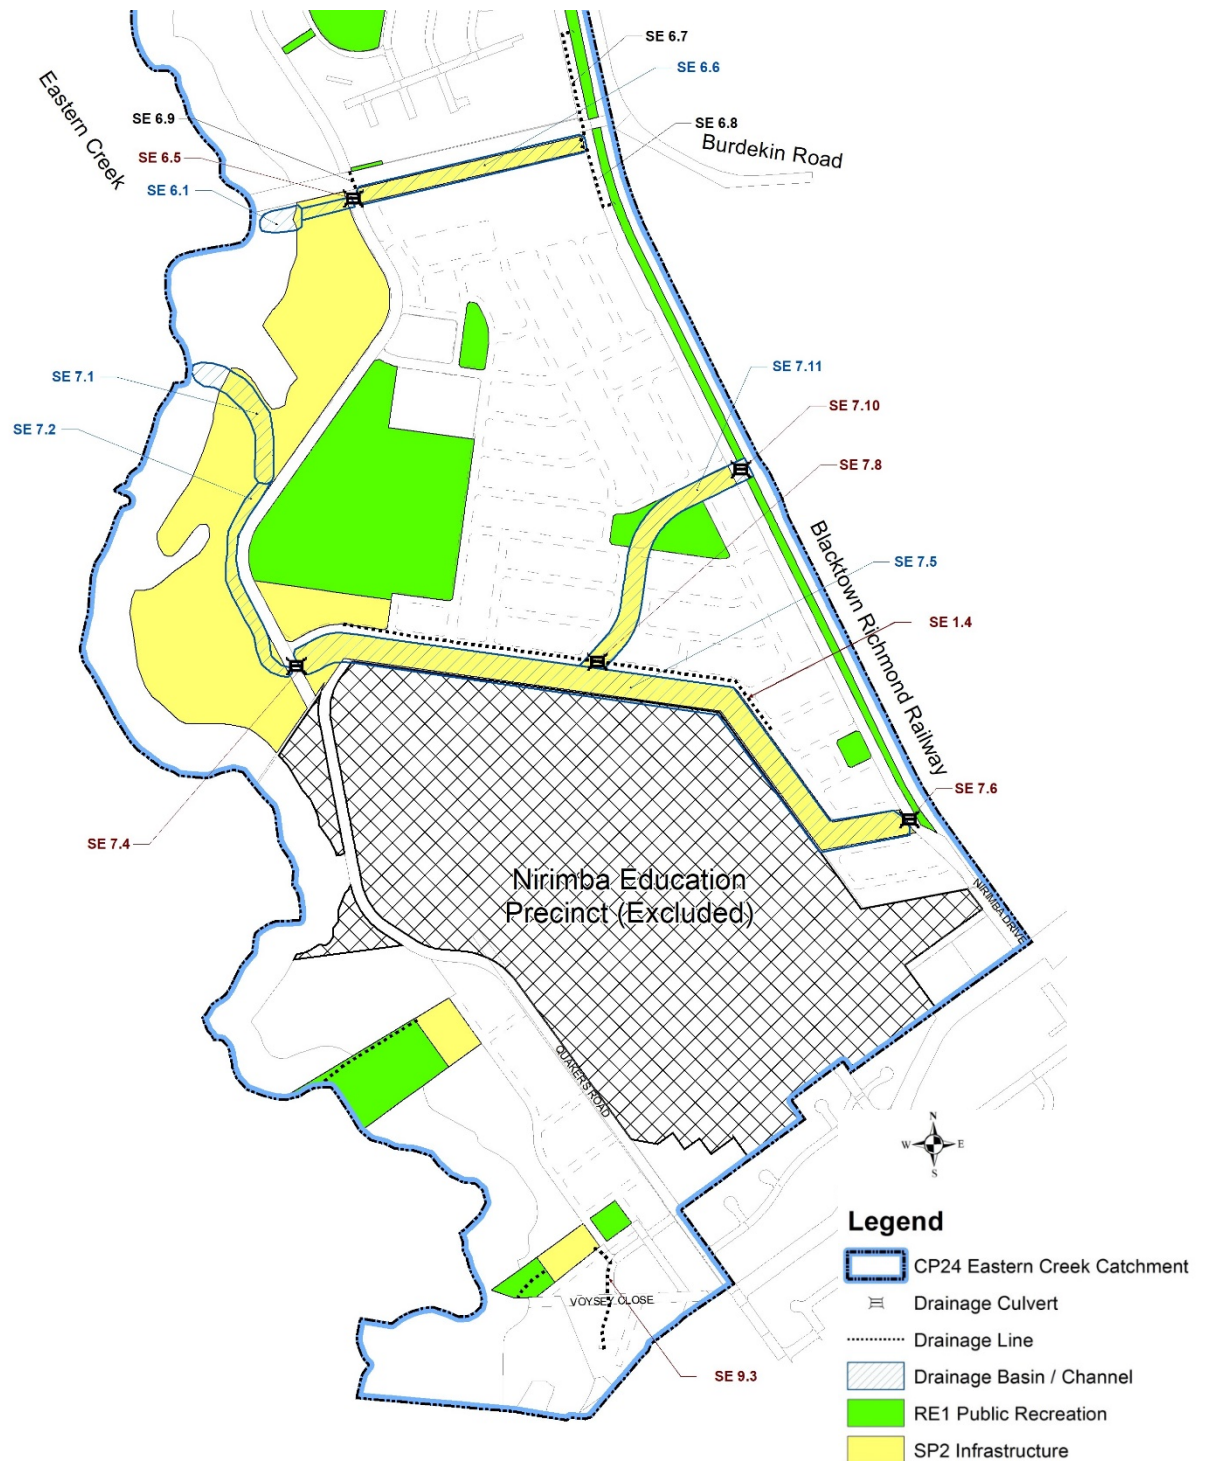 SE 6.7
SE 6.6
Eastern Creek
SE 6.9
SE 6.8
Burdekin Road
SE 6.5
SE 6.1
SE 7.11
SE 7.1
SE 7.10
SE 7.2
SE 7.8
Blacktown Richmond Railway
SE 7.5
SE 1.4
SE 7.6
SE 7.4
Nirimba Education
Precinct (Excluded)
NIRIMBA DRIVE
QUAKERS ROAD
N
W E
S
VOYSEY CLOSE
SE 9.3
Legend
CP24 Eastern Creek Catchment
Drainage Culvert
Drainage Line
Drainage Basin / Channel
RE1 Public Recreation
SP2 Infrastructure